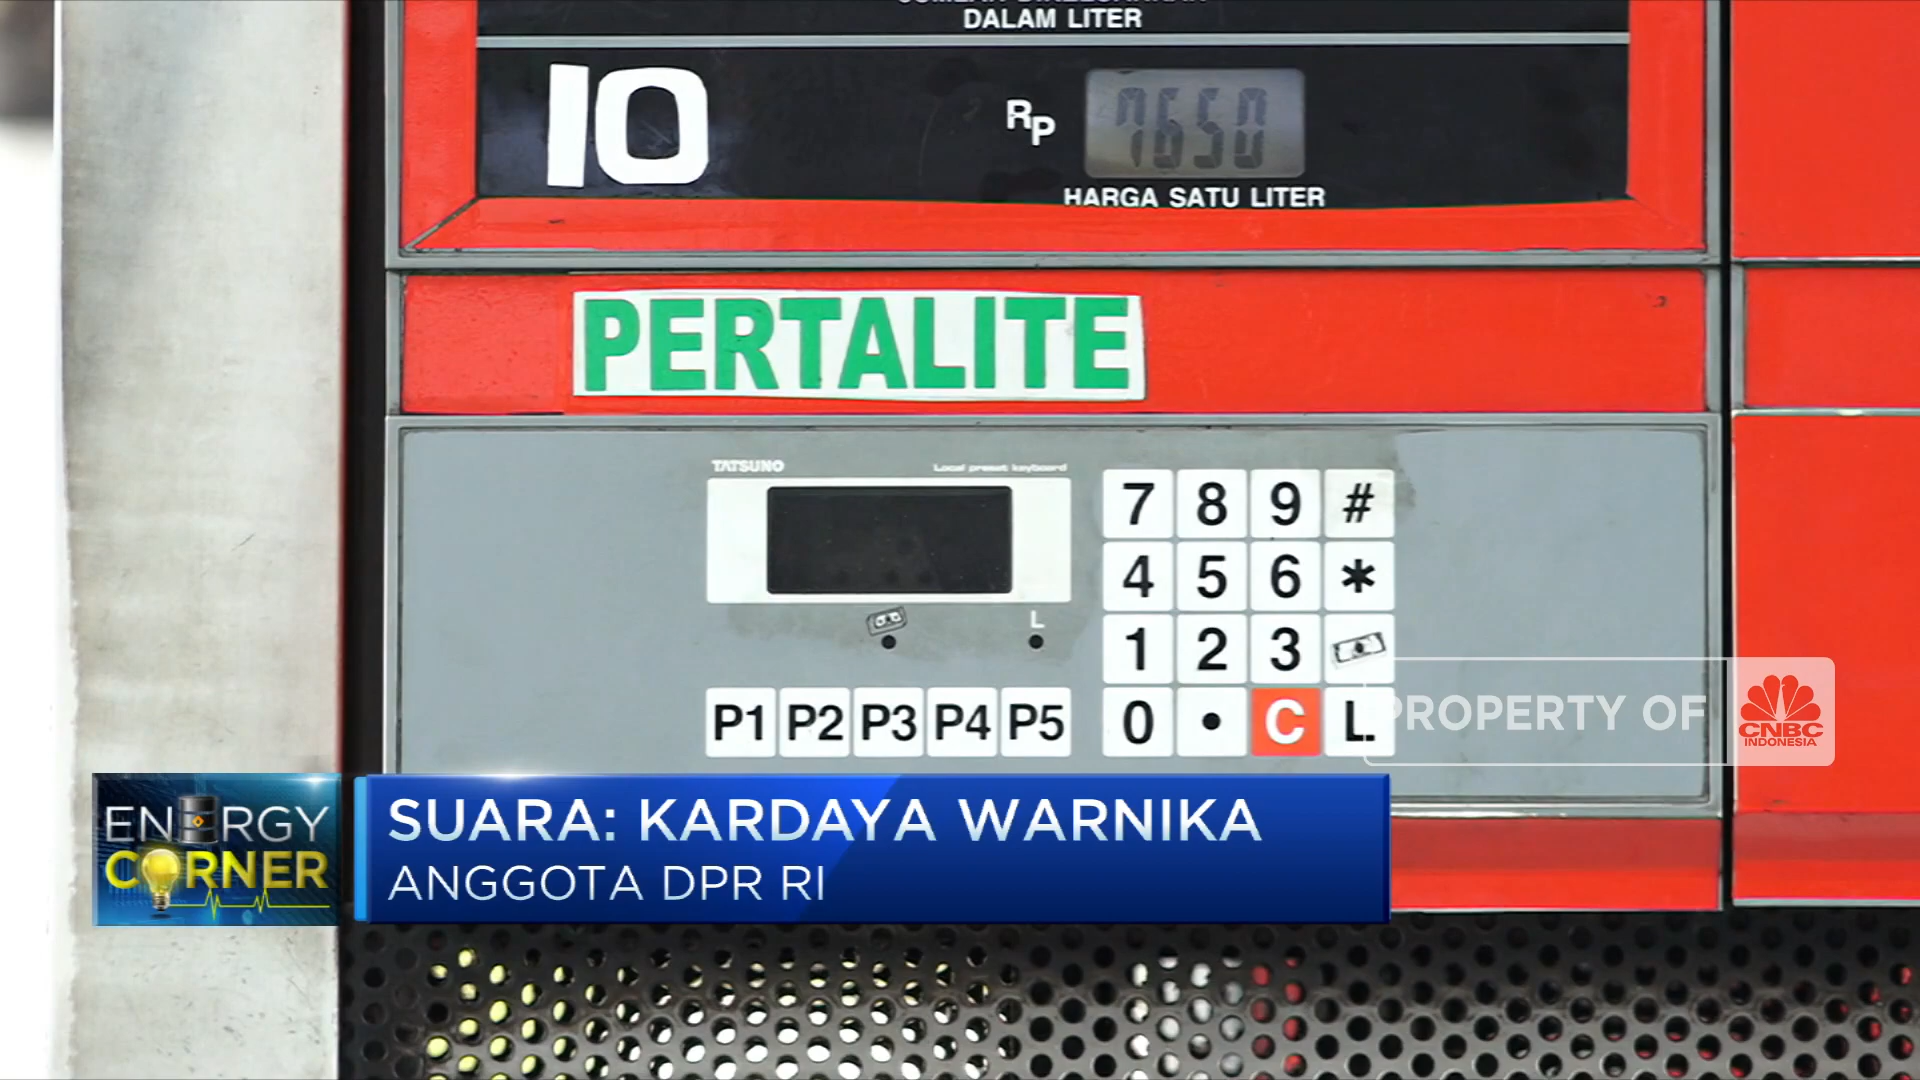 DALAM LITER
10
RP 7650
HARGA SATU LITER
PERTALITE
TATSUNO Local preset keyboard
7 8 9 #
4 5 6 *
L
1 2 3
P1 P2 P3 P4 P5 0 . C L.
PROPERTY OF
CNBC
INDONESIA
ENERGY
CORNER
SUARA: KARDAYA WARNIKA
ANGGOTA DPR RI